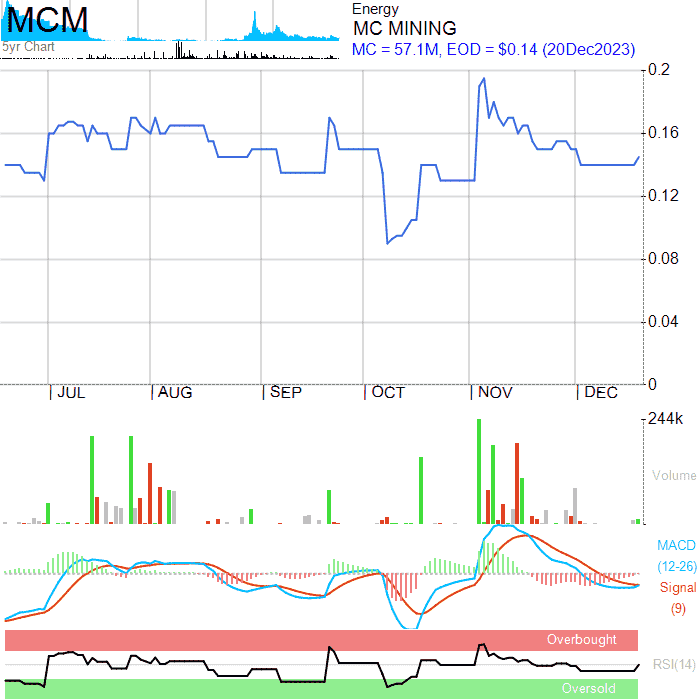 MCM
5yr Chart
Energy
MC MINING
MC = 57.1M, EOD = $0.14 (20Dec2023)
0.2
0.16
0.12
0.08
0.04
0
JUL AUG SEP OCT NOV DEC
244k
Volume
MACD
(12-26)
Signal
(9)
Overbought
RSI(14)
Oversold